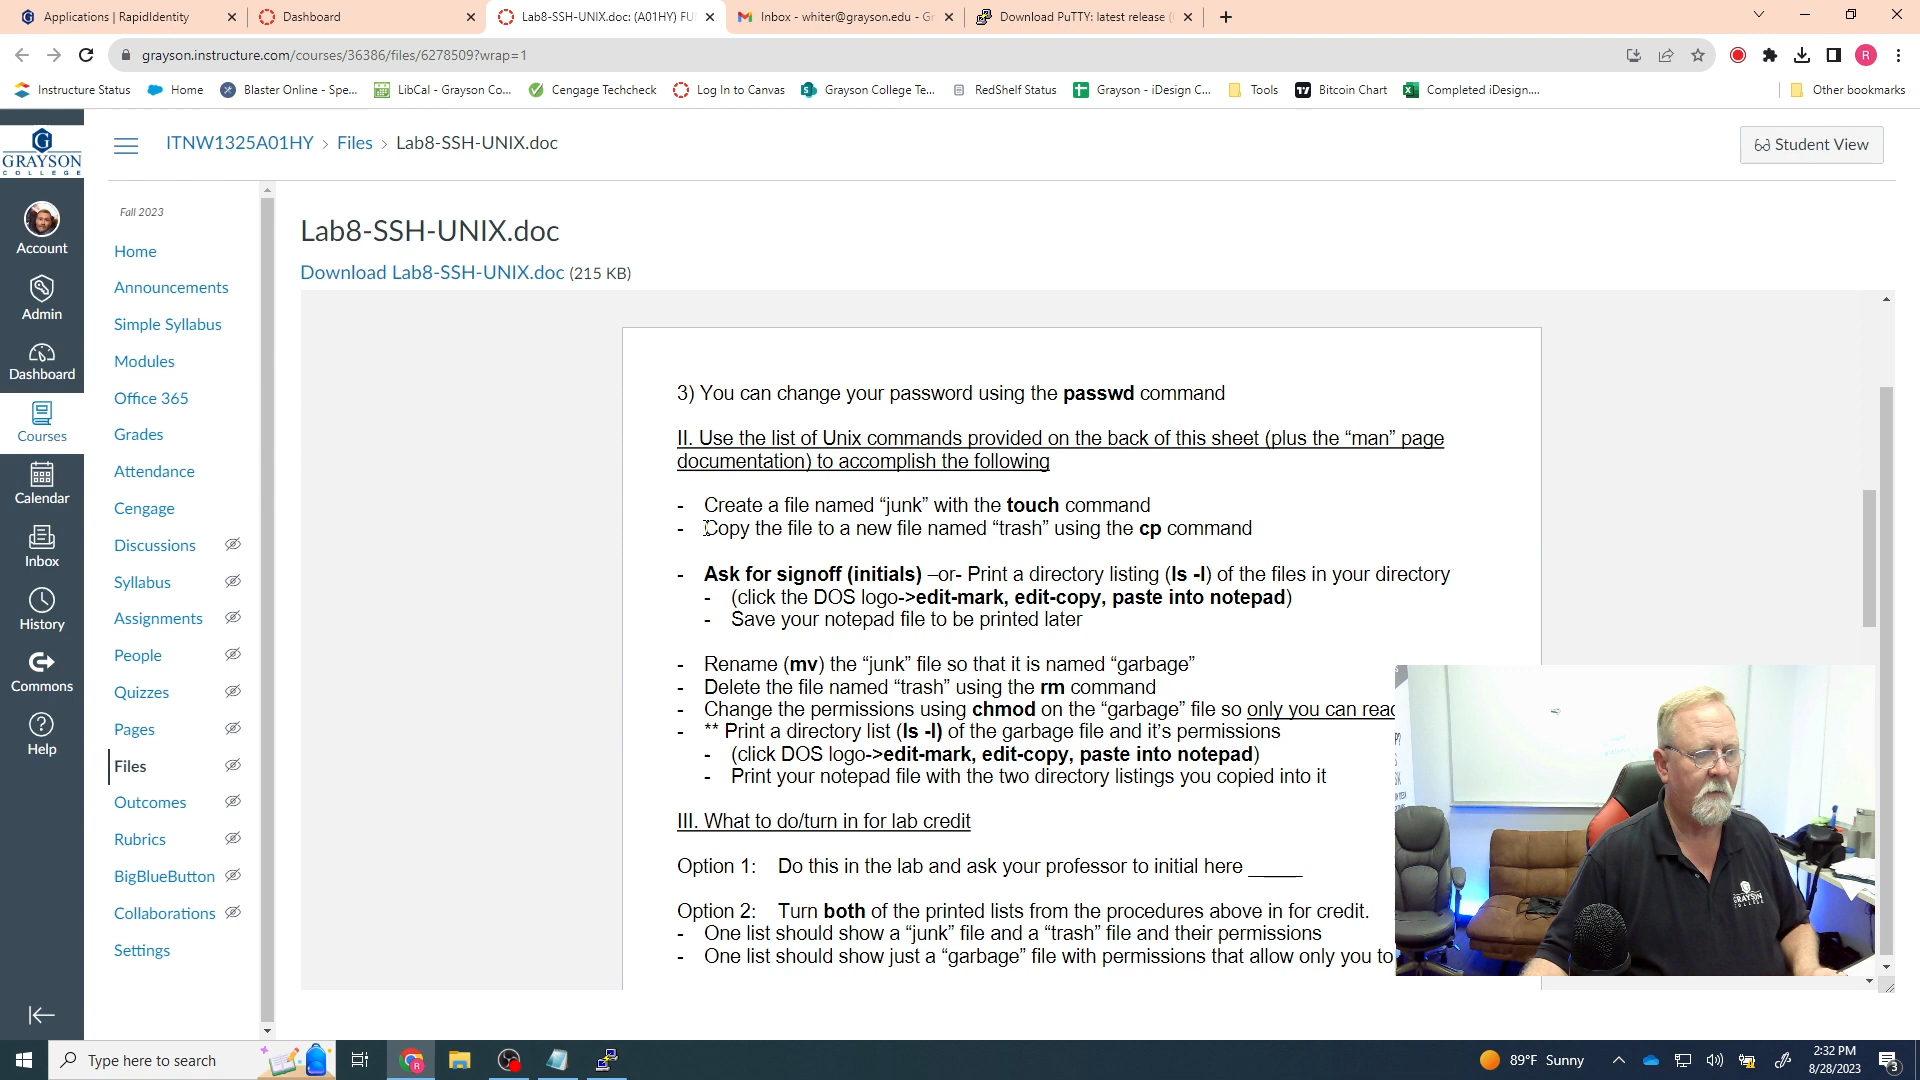 Applications | RapidIdentity
Dashboard
Lab8-SSH-UNIX.doc: (A01HY) FU
Inbox - whiter@grayson.edu - Gr
Download PuTTY: latest release (
grayson.instructure.com/courses/36386/files/6278509?wrap=1
R
Instructure Status
Home
Blaster Online - Spe...
LibCal - Grayson Co...
Cengage Techcheck
Log In to Canvas
Grayson College Te...
RedShelf Status
Grayson - iDesign C...
Tools
Bitcoin Chart
Completed iDesign....
Other bookmarks
GRAYSON
COLLEGE
ITNW1325A01HY › Files › Lab8-SSH-UNIX.doc
Student View
Account
Admin
Dashboard
Courses
Calendar
Inbox
History
Commons
Help
Fall 2023
Home
Announcements
Simple Syllabus
Modules
Office 365
Grades
Attendance
Cengage
Discussions
Syllabus
Assignments
People
Quizzes
Pages
Files
Outcomes
Rubrics
BigBlueButton
Collaborations
Settings
Lab8-SSH-UNIX.doc
Download Lab8-SSH-UNIX.doc (215 KB)
3) You can change your password using the passwd command
II. Use the list of Unix commands provided on the back of this sheet (plus the “man” page
documentation) to accomplish the following
- Create a file named “junk” with the touch command
- Copy the file to a new file named “trash” using the cp command
- Ask for signoff (initials) –or- Print a directory listing (ls -l) of the files in your directory
- (click the DOS logo->edit-mark, edit-copy, paste into notepad)
- Save your notepad file to be printed later
- Rename (mv) the “junk” file so that it is named “garbage”
- Delete the file named “trash” using the rm command
- Change the permissions using chmod on the “garbage” file so only you can read
- ** Print a directory list (ls -l) of the garbage file and it’s permissions
- (click DOS logo->edit-mark, edit-copy, paste into notepad)
- Print your notepad file with the two directory listings you copied into it
III. What to do/turn in for lab credit
Option 1: Do this in the lab and ask your professor to initial here _____
Option 2: Turn both of the printed lists from the procedures above in for credit.
- One list should show a “junk” file and a “trash” file and their permissions
- One list should show just a “garbage” file with permissions that allow only you to
GRAYSON
COLLEGE
Type here to search
89°F Sunny
2:32 PM
8/28/2023
3